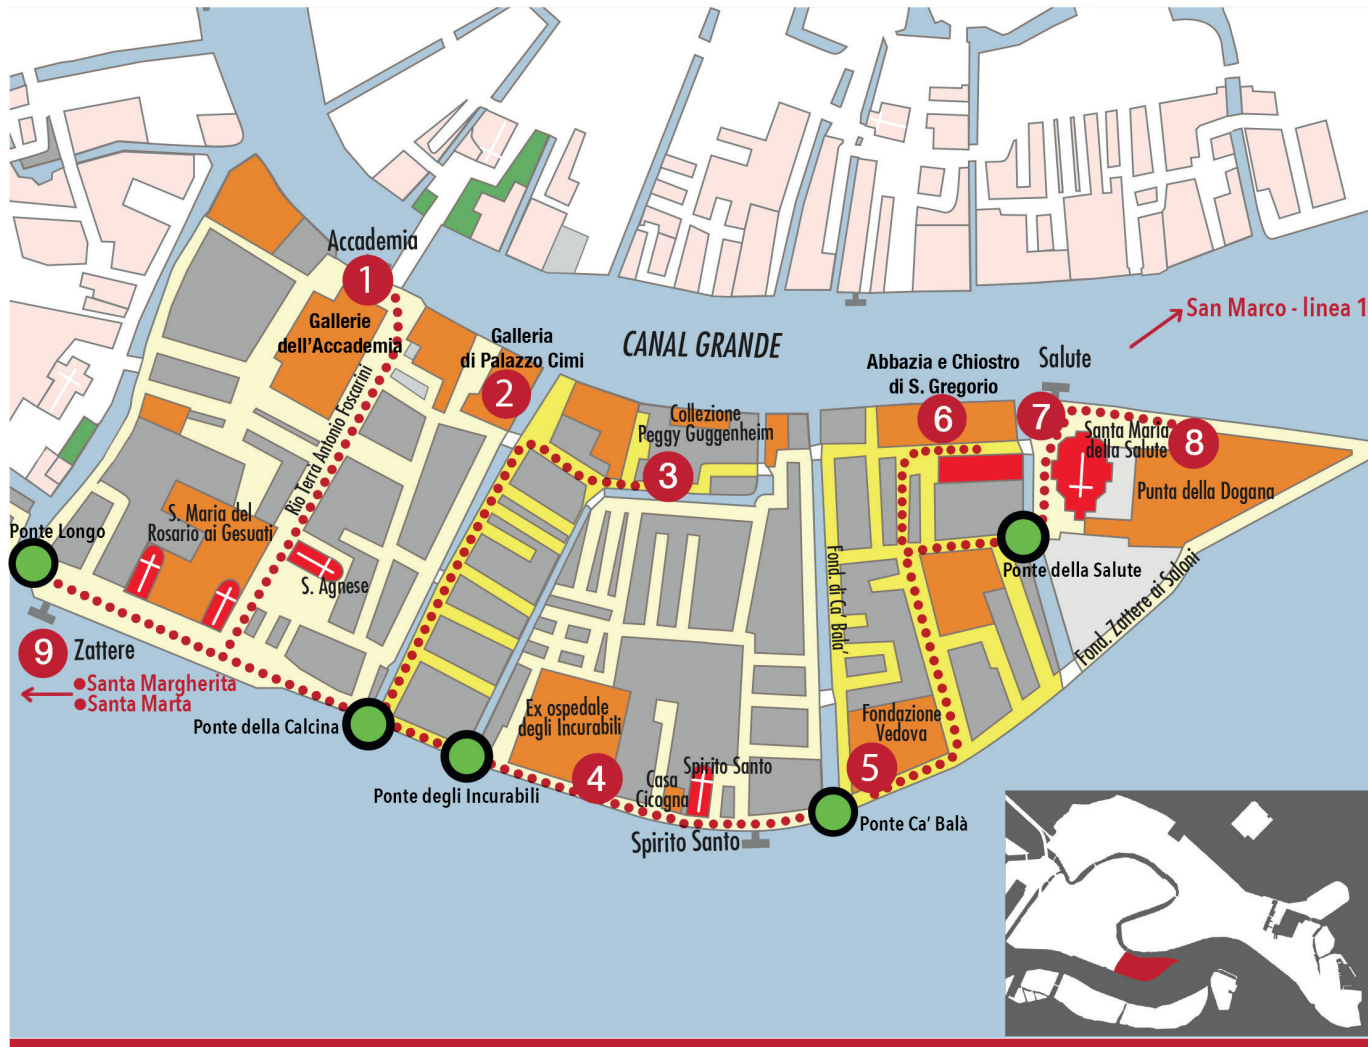 Accademia
1
Gallerie
dell'Accademia
Rio Terà Antonio Foscarini
Galleria
di Palazzo Cimi
2
CANAL GRANDE
Collezione
Peggy Guggenheim
3
Abbazia e Chiostro
di S. Gregorio
6
San Marco - linea 1
Salute
7
Santa Maria
della Salute
8
Punta della Dogana
Ponte Longo
S. Maria del
Rosario ai Gesuati
S. Agnese
Fond. di Ca' Bala'
Ponte della Salute
Fond. Zattere ai Saloni
9
Zattere
Santa Margherita
Santa Marta
Ponte della Calcina
Ex ospedale
degli Incurabili
4
Ponte degli Incurabili
Casa
Cicogna
Spirito Santo
Spirito Santo
Fondazione
Vedova
5
Ponte Ca' Balà